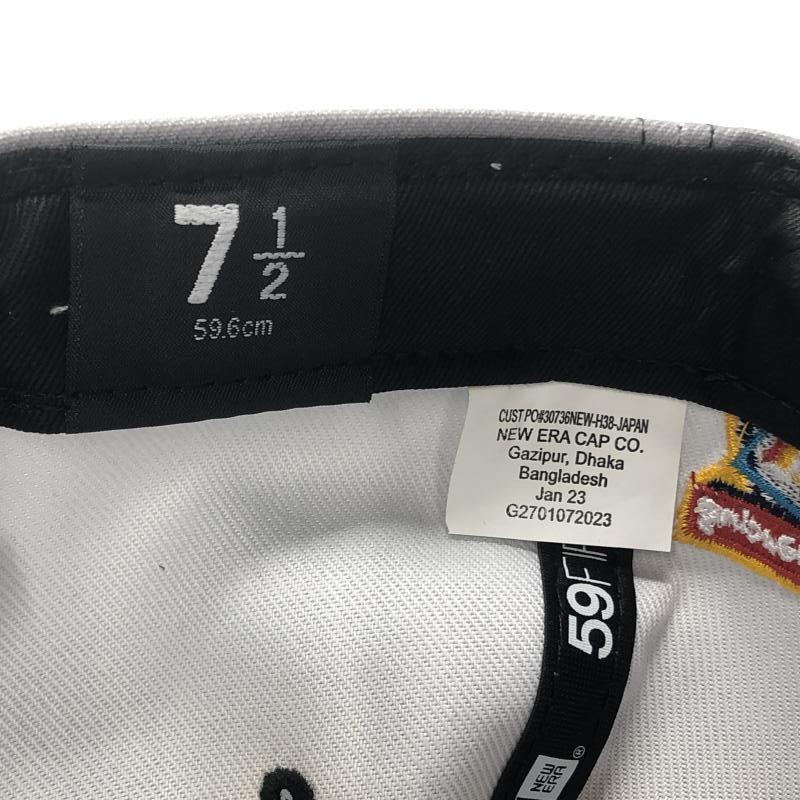 7 1/2
59.6cm
CUST PO#30736NEW-H38-JAPAN
NEW ERA CAP CO.
Gazipur, Dhaka
Bangladesh
Jan 23
G2701072023
59FIF
NEW ERA®